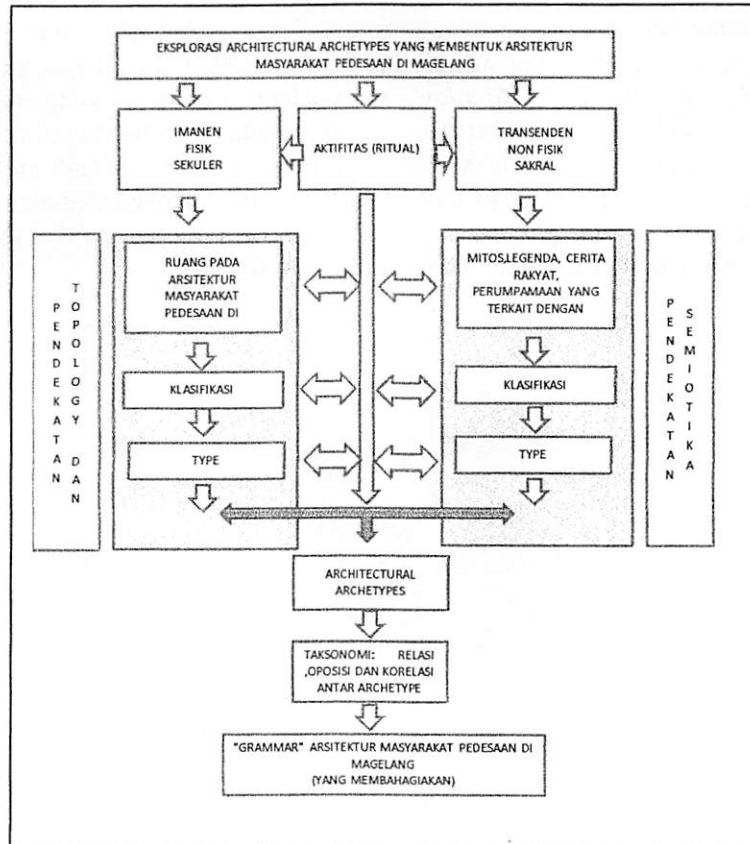 EKSPLORASI ARCHITECTURAL ARCHETYPES YANG MEMBENTUK ARSITEKTUR
MASYARAKAT PEDESAAN DI MAGELANG
IMANEN
FISIK
SEKULER
AKTIFITAS (RITUAL)
TRANSENDEN
NON FISIK
SAKRAL
PENDEKATAN
TOPOLOGY DAN
RUANG PADA
ARSITEKTUR
MASYARAKAT
PEDESAAN DI
MITOS,LEGENDA, CERITA
RAKYAT,
PERUMPAMAAN YANG
TERKAIT DENGAN
PENDEKATAN
SEMIOTIKA
KLASIFIKASI
KLASIFIKASI
TYPE
TYPE
ARCHITECTURAL
ARCHETYPES
TAKSONOMI: RELASI
,OPOSISI DAN KORELASI
ANTAR ARCHETYPE
"GRAMMAR" ARSITEKTUR MASYARAKAT PEDESAAN DI
MAGELANG
(YANG MEMBAHAGIAKAN)